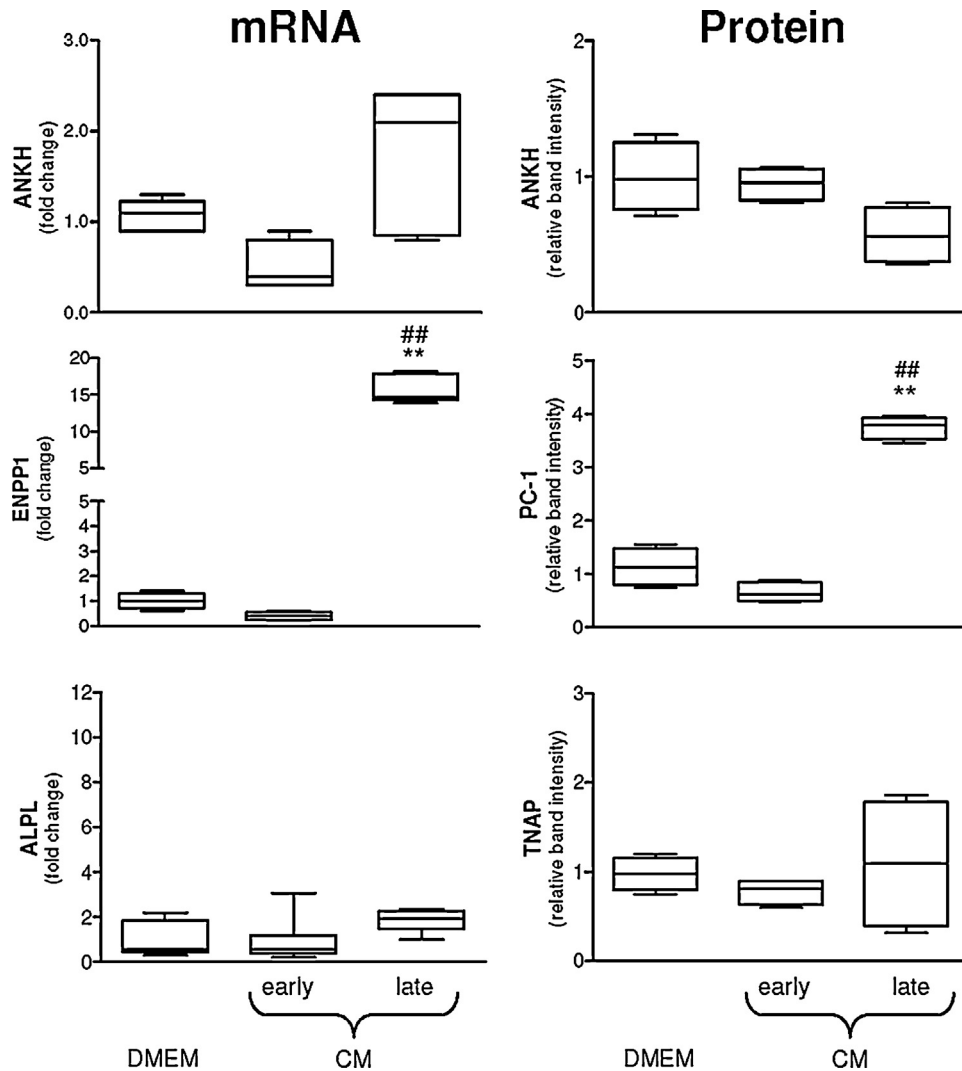 mRNA
Protein
ANKH
(fold change)
3.0
2.0
1.0
0.0
ANKH
(relative band intensity)
2
1
0
ENPP1
(fold change)
20
15
10
5
5
4
3
2
1
0
##
**
PC-1
(relative band intensity)
5
4
3
2
1
0
##
**
ALPL
(fold change)
12
10
8
6
4
2
0
TNAP
(relative band intensity)
3
2
1
0
early late
early late
DMEM CM
DMEM CM